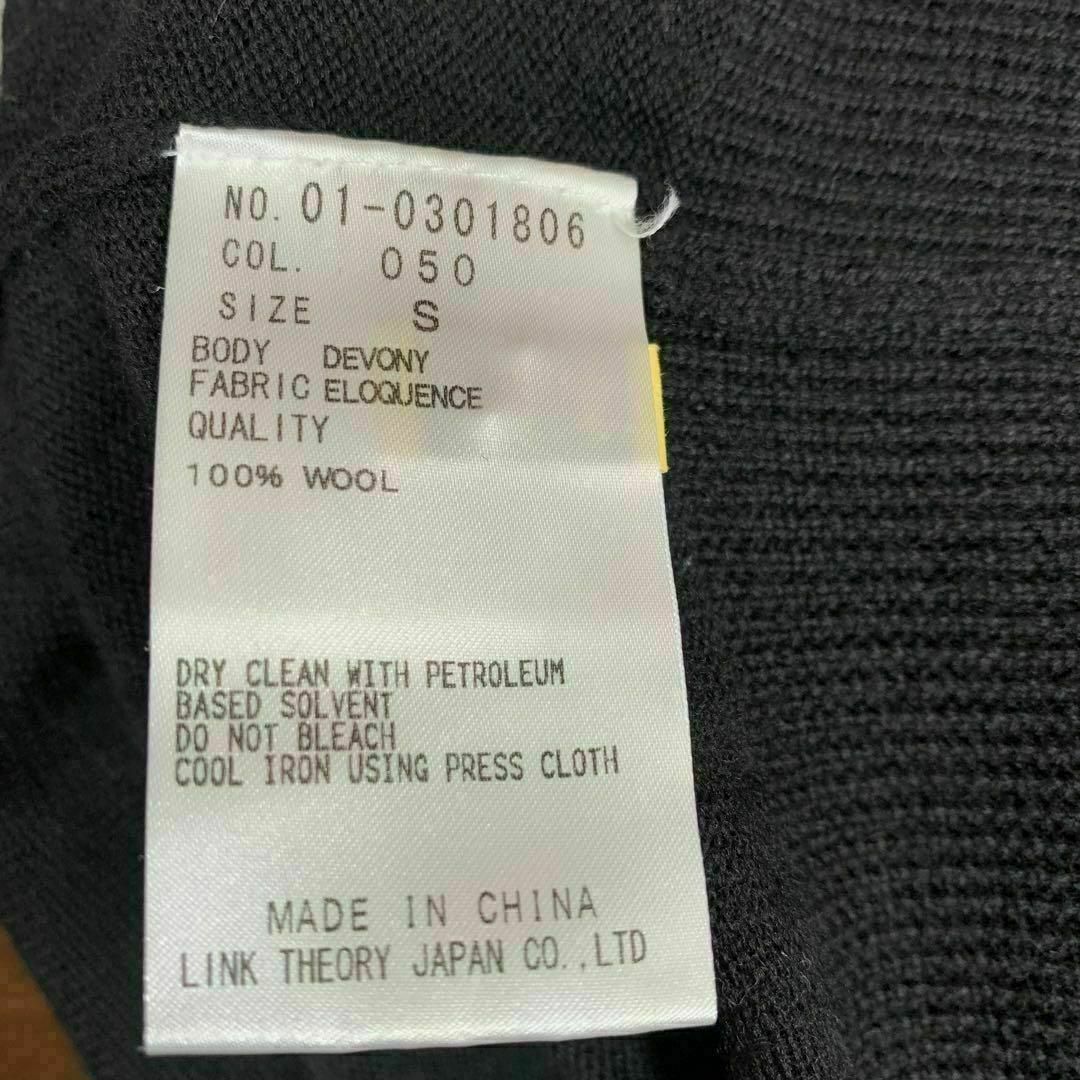 NO. 01-0301806
COL. 050
SIZE S
BODY DEVONY
FABRIC ELOQUENCE
QUALITY
100% WOOL
DRY CLEAN WITH PETROLEUM
BASED SOLVENT
DO NOT BLEACH
COOL IRON USING PRESS CLOTH
MADE IN CHINA
LINK THEORY JAPAN CO.,LTD